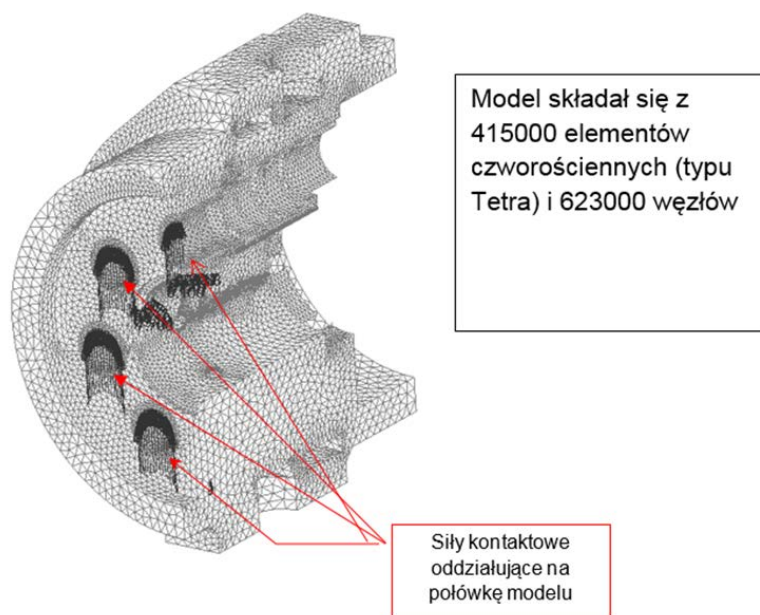 Model składał się z
415000 elementów
czworościennych (typu
Tetra) i 623000 węzłów
Siły kontaktowe
oddziałujące na
połówkę modelu